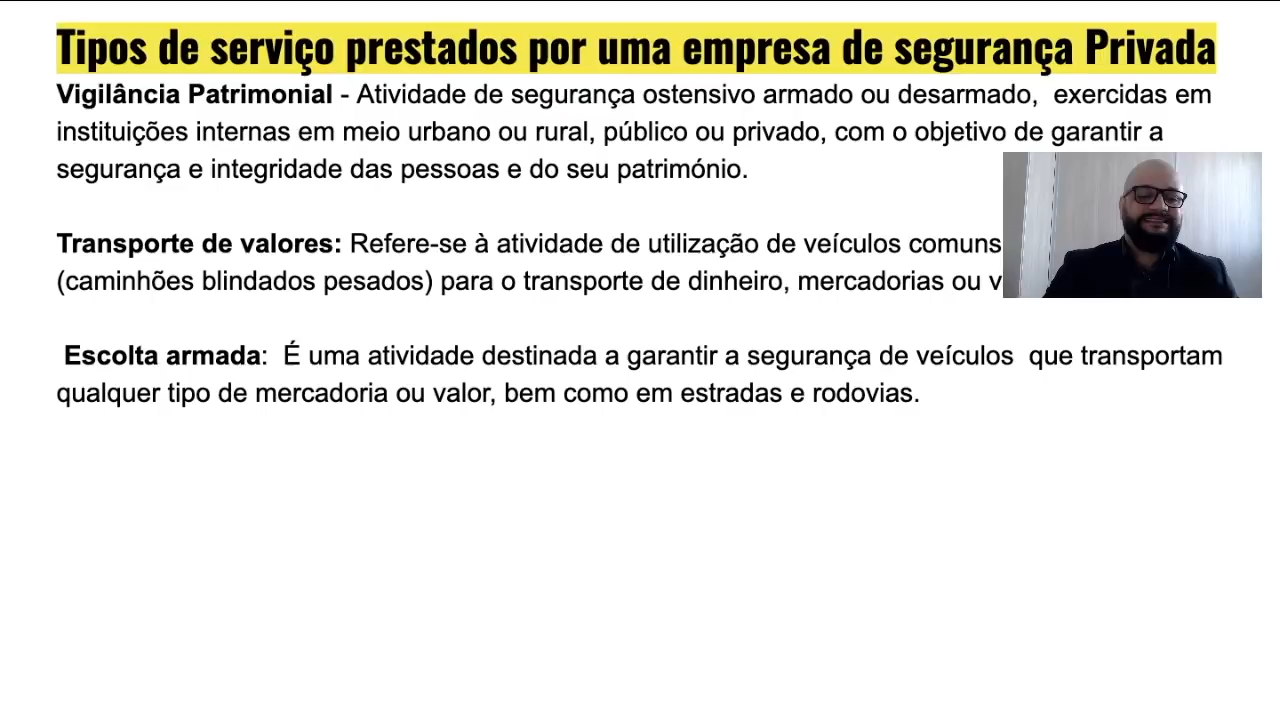 Tipos de serviço prestados por uma empresa de segurança Privada
Vigilância Patrimonial - Atividade de segurança ostensivo armado ou desarmado, exercidas em
instituições internas em meio urbano ou rural, público ou privado, com o objetivo de garantir a
segurança e integridade das pessoas e do seu património.
Transporte de valores: Refere-se à atividade de utilização de veículos comuns
(caminhões blindados pesados) para o transporte de dinheiro, mercadorias ou
Escolta armada: É uma atividade destinada a garantir a segurança de veículos que transportam
qualquer tipo de mercadoria ou valor, bem como em estradas e rodovias.